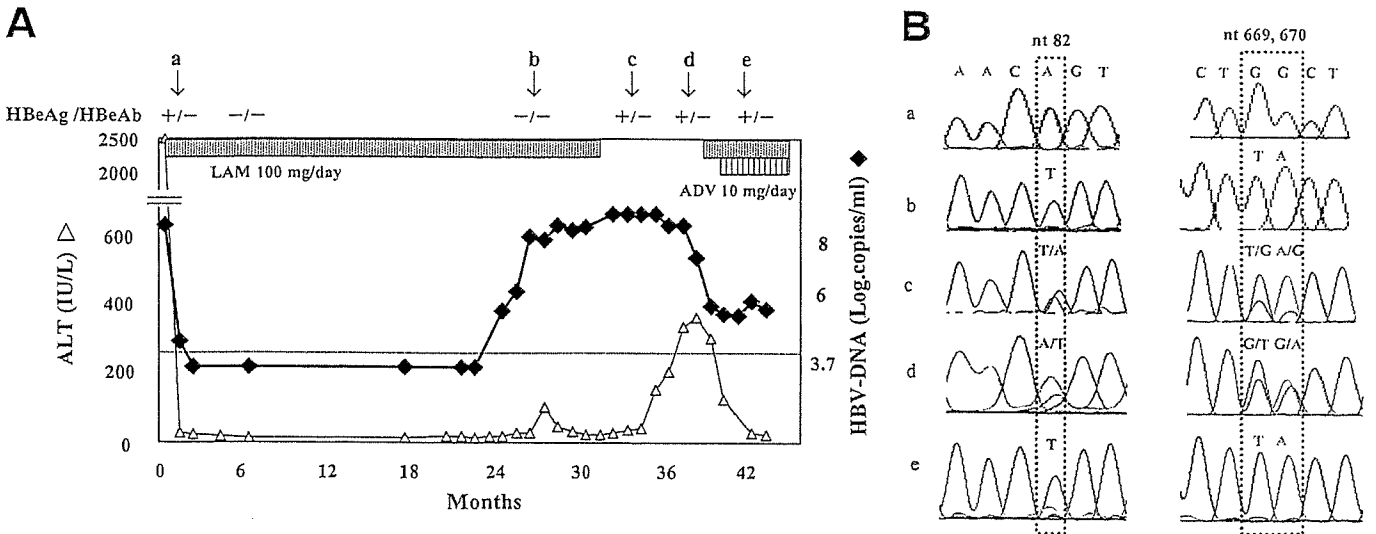 A
a b c d e
HBeAg /HBeAb +/− −/− −/− +/− +/− +/−
LAM 100 mg/day
ADV 10 mg/day
2500
2000
600
400
200
0
ALT (IU/L) △
8
6
3.7
HBV-DNA (Log.copies/ml) ◆
0 6 12 18 24 30 36 42
Months
B
nt 82
nt 669, 670
A A C A G T
C T G G C T
a
b
T
T A
c
T/A
T/G A/G
d
A/T
G/T G/A
e
T
T A